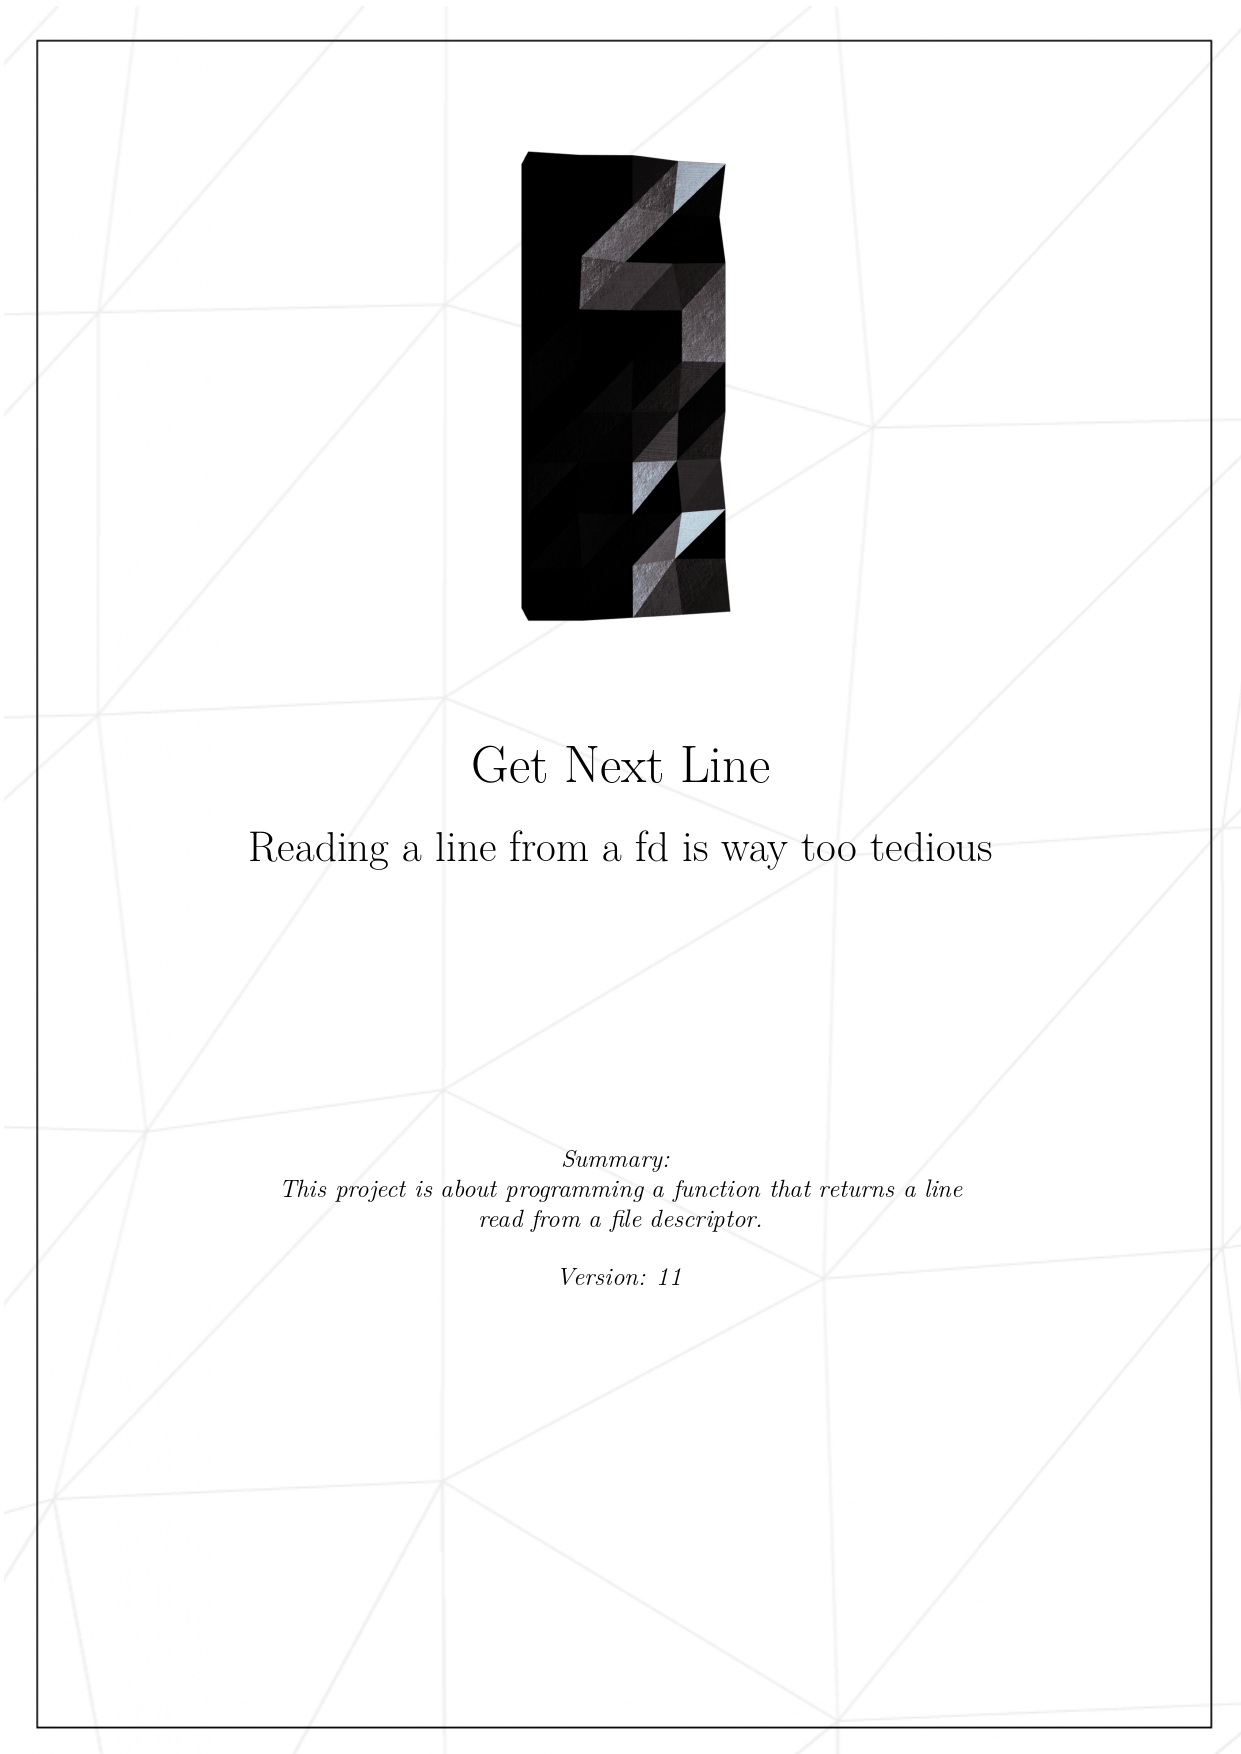 Get Next Line
Reading a line from a fd is way too tedious
Summary:
This project is about programming a function that returns a line
read from a file descriptor.
Version: 11